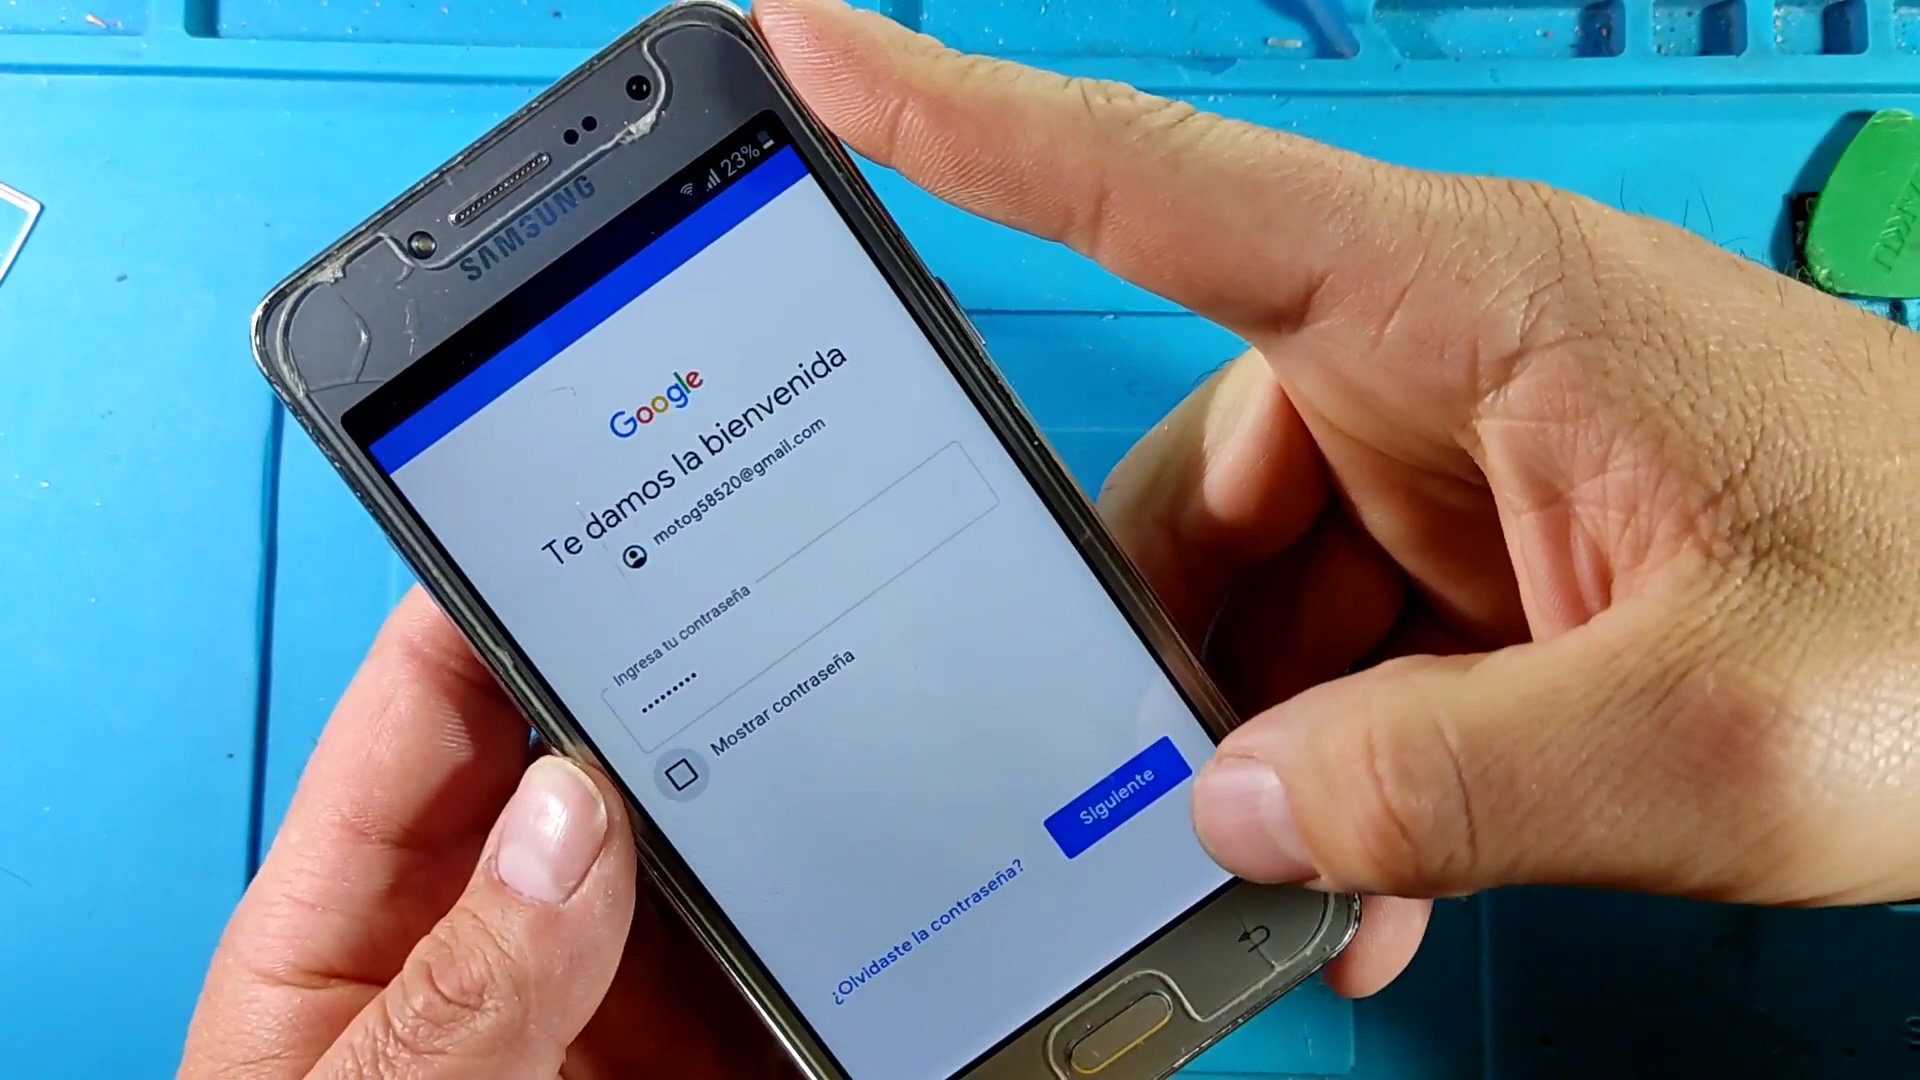 23%
SAMSUNG
Google
Te damos la bienvenida
motog58520@gmail.com
Ingresa tu contraseña
•••••••••
Mostrar contraseña
Siguiente
¿Olvidaste la contraseña?